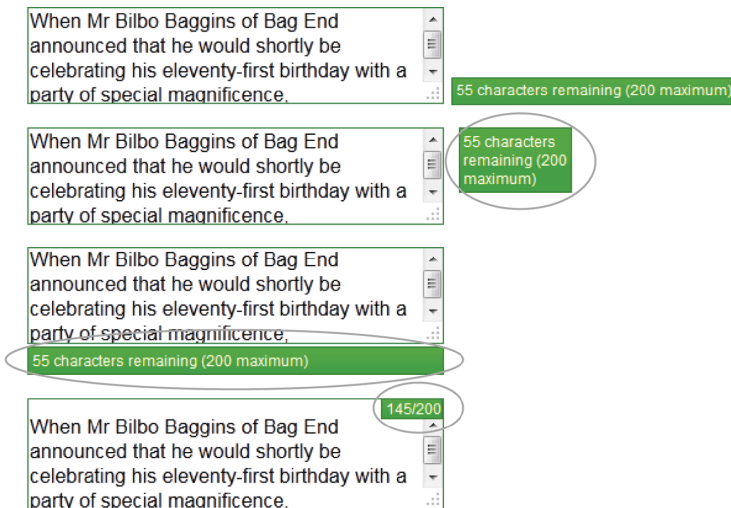 When Mr Bilbo Baggins of Bag End
announced that he would shortly be
celebrating his eleventy-first birthday with a
party of special magnificence,
55 characters remaining (200 maximum)
When Mr Bilbo Baggins of Bag End
announced that he would shortly be
celebrating his eleventy-first birthday with a
party of special magnificence,
55 characters
remaining (200
maximum)
When Mr Bilbo Baggins of Bag End
announced that he would shortly be
celebrating his eleventy-first birthday with a
party of special magnificence,
55 characters remaining (200 maximum)
145/200
When Mr Bilbo Baggins of Bag End
announced that he would shortly be
celebrating his eleventy-first birthday with a
party of special magnificence,